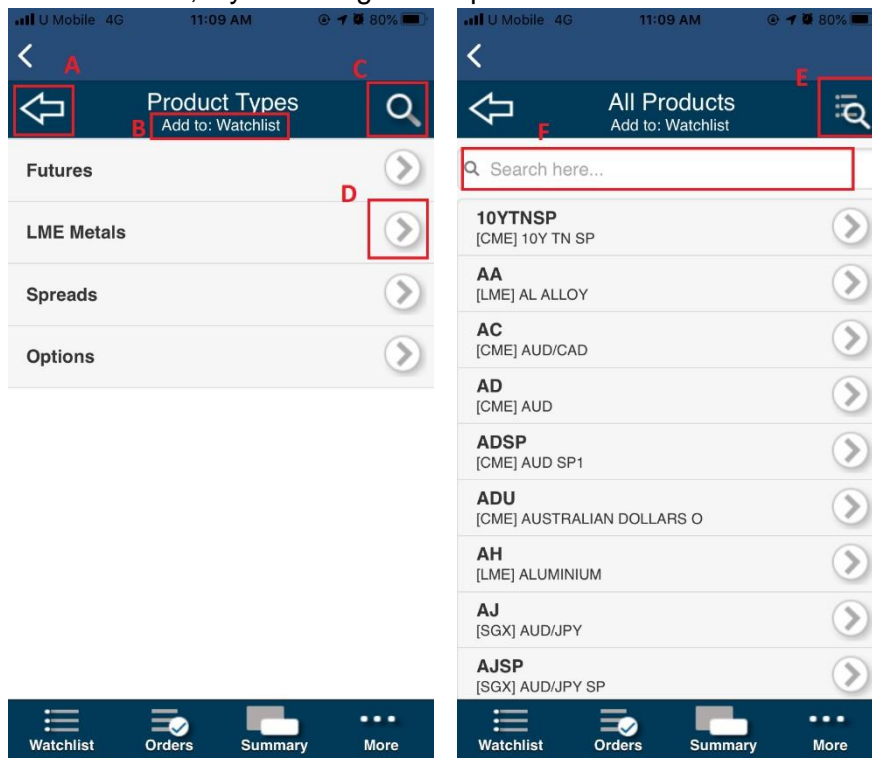 U Mobile 4G 11:09 AM 80%
A
C
Product Types
B Add to: Watchlist
Futures
D
LME Metals
Spreads
Options
Watchlist Orders Summary More
U Mobile 4G 11:09 AM 80%
E
All Products
F Add to: Watchlist
Search here...
10YTNSP
[CME] 10Y TN SP
AA
[LME] AL ALLOY
AC
[CME] AUD/CAD
AD
[CME] AUD
ADSP
[CME] AUD SP1
ADU
[CME] AUSTRALIAN DOLLARS O
AH
[LME] ALUMINIUM
AJ
[SGX] AUD/JPY
AJSP
[SGX] AUD/JPY SP
Watchlist Orders Summary More